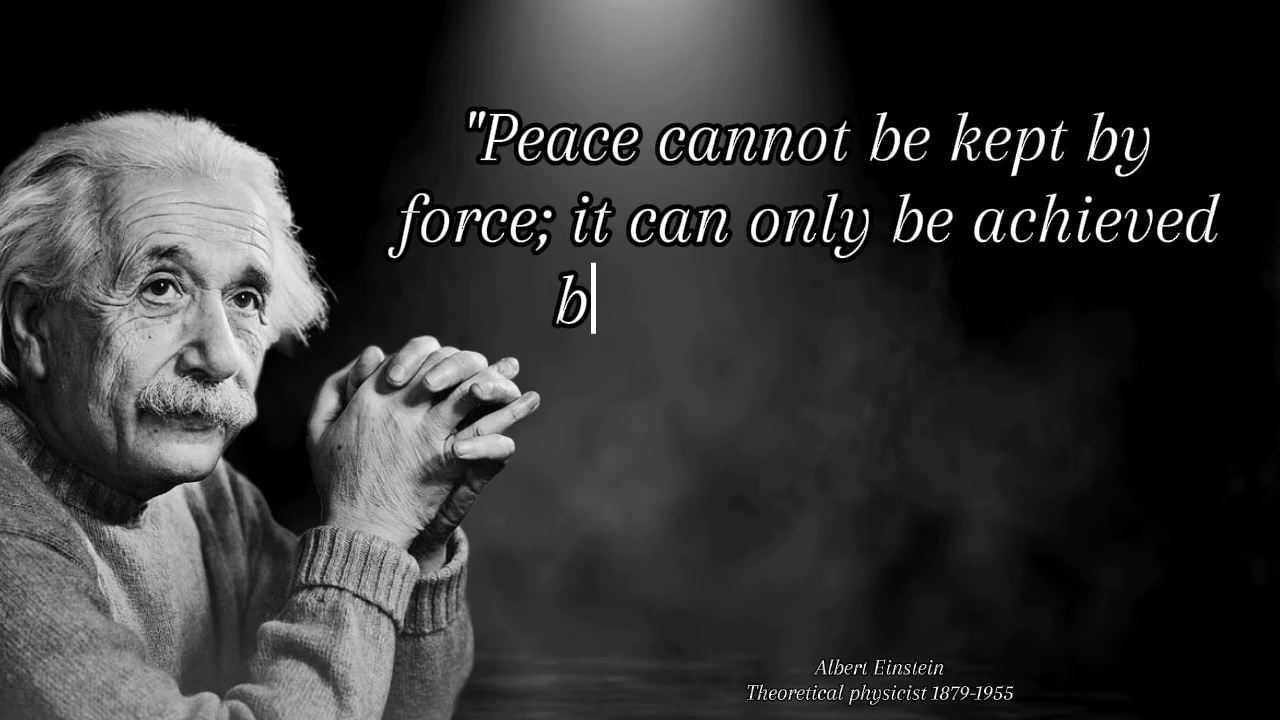 "Peace cannot be kept by
force; it can only be achieved
b
Albert Einstein
Theoretical physicist 1879-1955